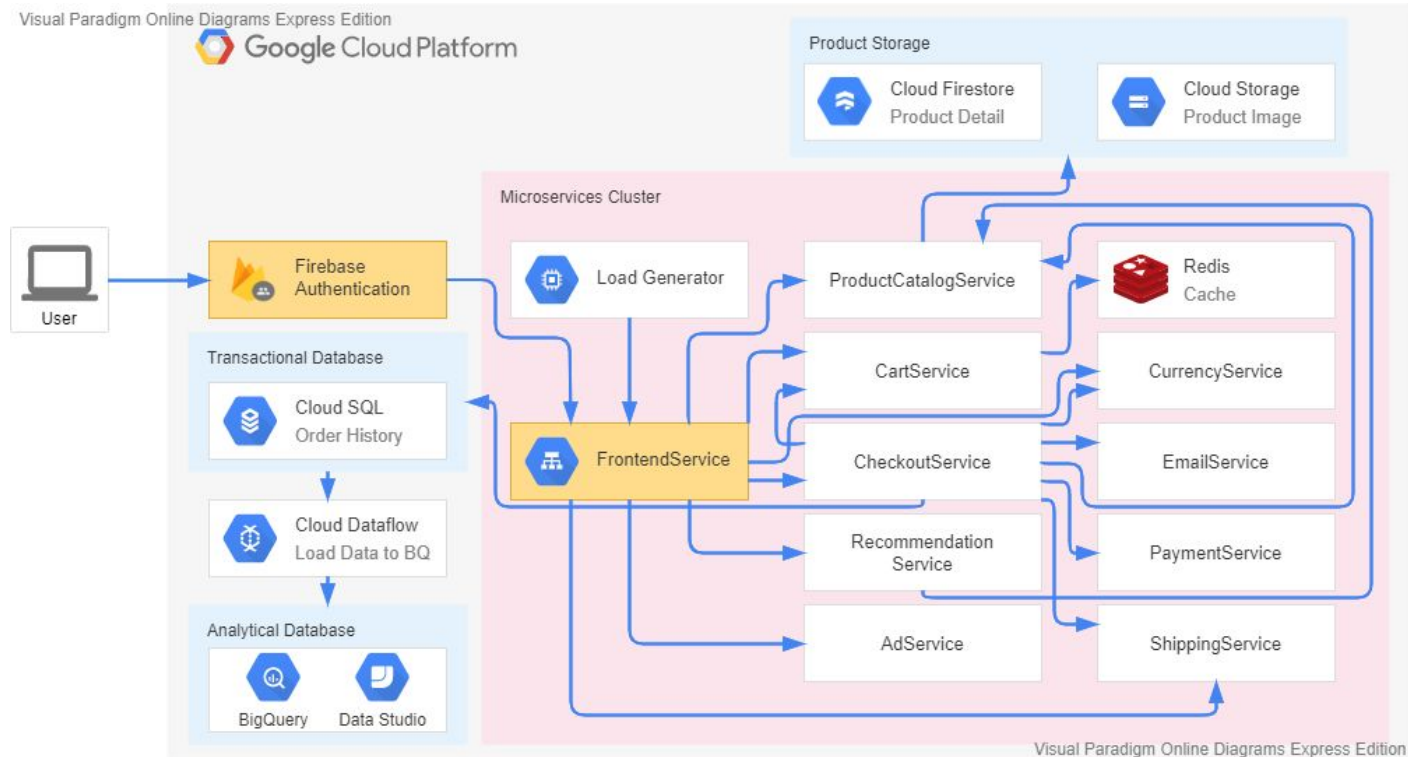 Visual Paradigm Online Diagrams Express Edition
Google Cloud Platform
Product Storage
Cloud Firestore
Product Detail
Cloud Storage
Product Image
Microservices Cluster
User
Firebase
Authentication
Load Generator
ProductCatalogService
Redis
Cache
Transactional Database
Cloud SQL
Order History
CartService
CurrencyService
FrontendService
CheckoutService
EmailService
Cloud Dataflow
Load Data to BQ
Recommendation
Service
PaymentService
Analytical Database
BigQuery
Data Studio
AdService
ShippingService
Visual Paradigm Online Diagrams Express Edition